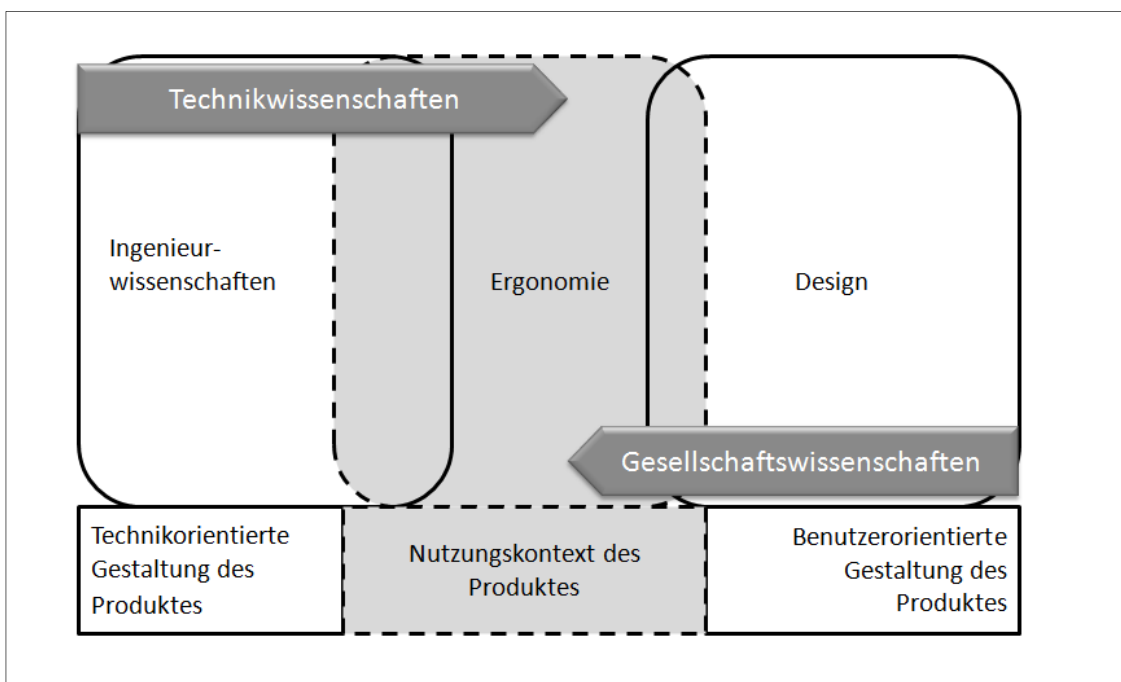 Technikwissenschaften
Ingenieur-
wissenschaften
Ergonomie
Design
Gesellschaftswissenschaften
Technikorientierte
Gestaltung des
Produktes
Nutzungskontext des
Produktes
Benutzerorientierte
Gestaltung des
Produktes